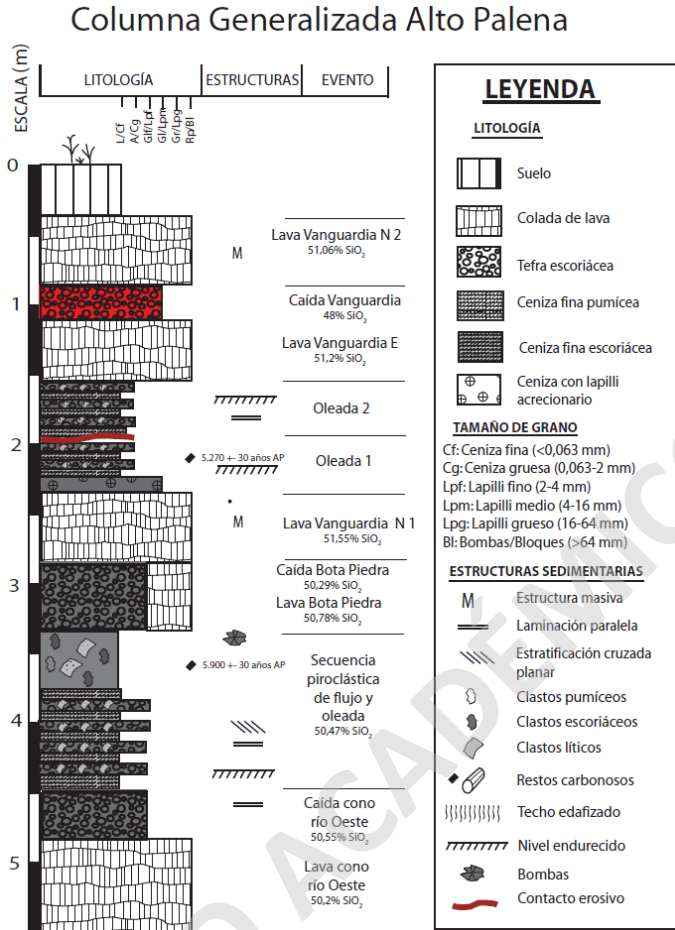 Columna Generalizada Alto Palena
ESCALA (m)
LITOLOGÍA
ESTRUCTURAS
EVENTO
L/Cf
A/Cg
Glf/Lpf
Gl/Lpm
Gr/Lpg
Rp/Bl
0
1
2
3
4
5
M
Lava Vanguardia N 2
51,06% SiO2
Caída Vanguardia
48% SiO2
Lava Vanguardia E
51,2% SiO2
Oleada 2
5.270 +- 30 años AP
Oleada 1
M
Lava Vanguardia N 1
51,55% SiO2
Caída Bota Piedra
50,29% SiO2
Lava Bota Piedra
50,78% SiO2
5.900 +- 30 años AP
Secuencia
piroclástica
de flujo y
oleada
50,47% SiO2
Caída cono
río Oeste
50,55% SiO2
Lava cono
río Oeste
50,2% SiO2
LEYENDA
LITOLOGÍA
Suelo
Colada de lava
Tefra escoriácea
Ceniza fina pumícea
Ceniza fina escoriácea
Ceniza con lapilli
acrecionario
TAMAÑO DE GRANO
Cf: Ceniza fina (<0,063 mm)
Cg: Ceniza gruesa (0,063-2 mm)
Lpf: Lapilli fino (2-4 mm)
Lpm: Lapilli medio (4-16 mm)
Lpg: Lapilli grueso (16-64 mm)
Bl: Bombas/Bloques (>64 mm)
ESTRUCTURAS SEDIMENTARIAS
M
Estructura masiva
Laminación paralela
Estratificación cruzada
planar
Clastos pumíceos
Clastos escoriáceos
Clastos líticos
Restos carbonosos
Techo edafizado
Nivel endurecido
Bombas
Contacto erosivo
O ACADÉMICO